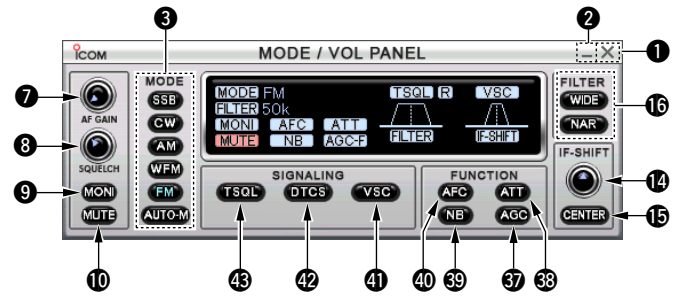 3
2
ICOM
MODE / VOL PANEL
1
7
AF GAIN
8
SQUELCH
9
MONI
MUTE
10
MODE
SSB
CW
AM
WFM
FM
AUTO-M
MODE FM
FILTER 50k
MONI AFC ATT
MUTE NB AGC-F
TSQL R
FILTER
VSC
IF-SHIFT
SIGNALING
TSQL DTCS VSC
43 42 41
FUNCTION
AFC ATT
NB AGC
40 39 37 38
FILTER
WIDE
NAR
16
IF-SHIFT
14
CENTER
15